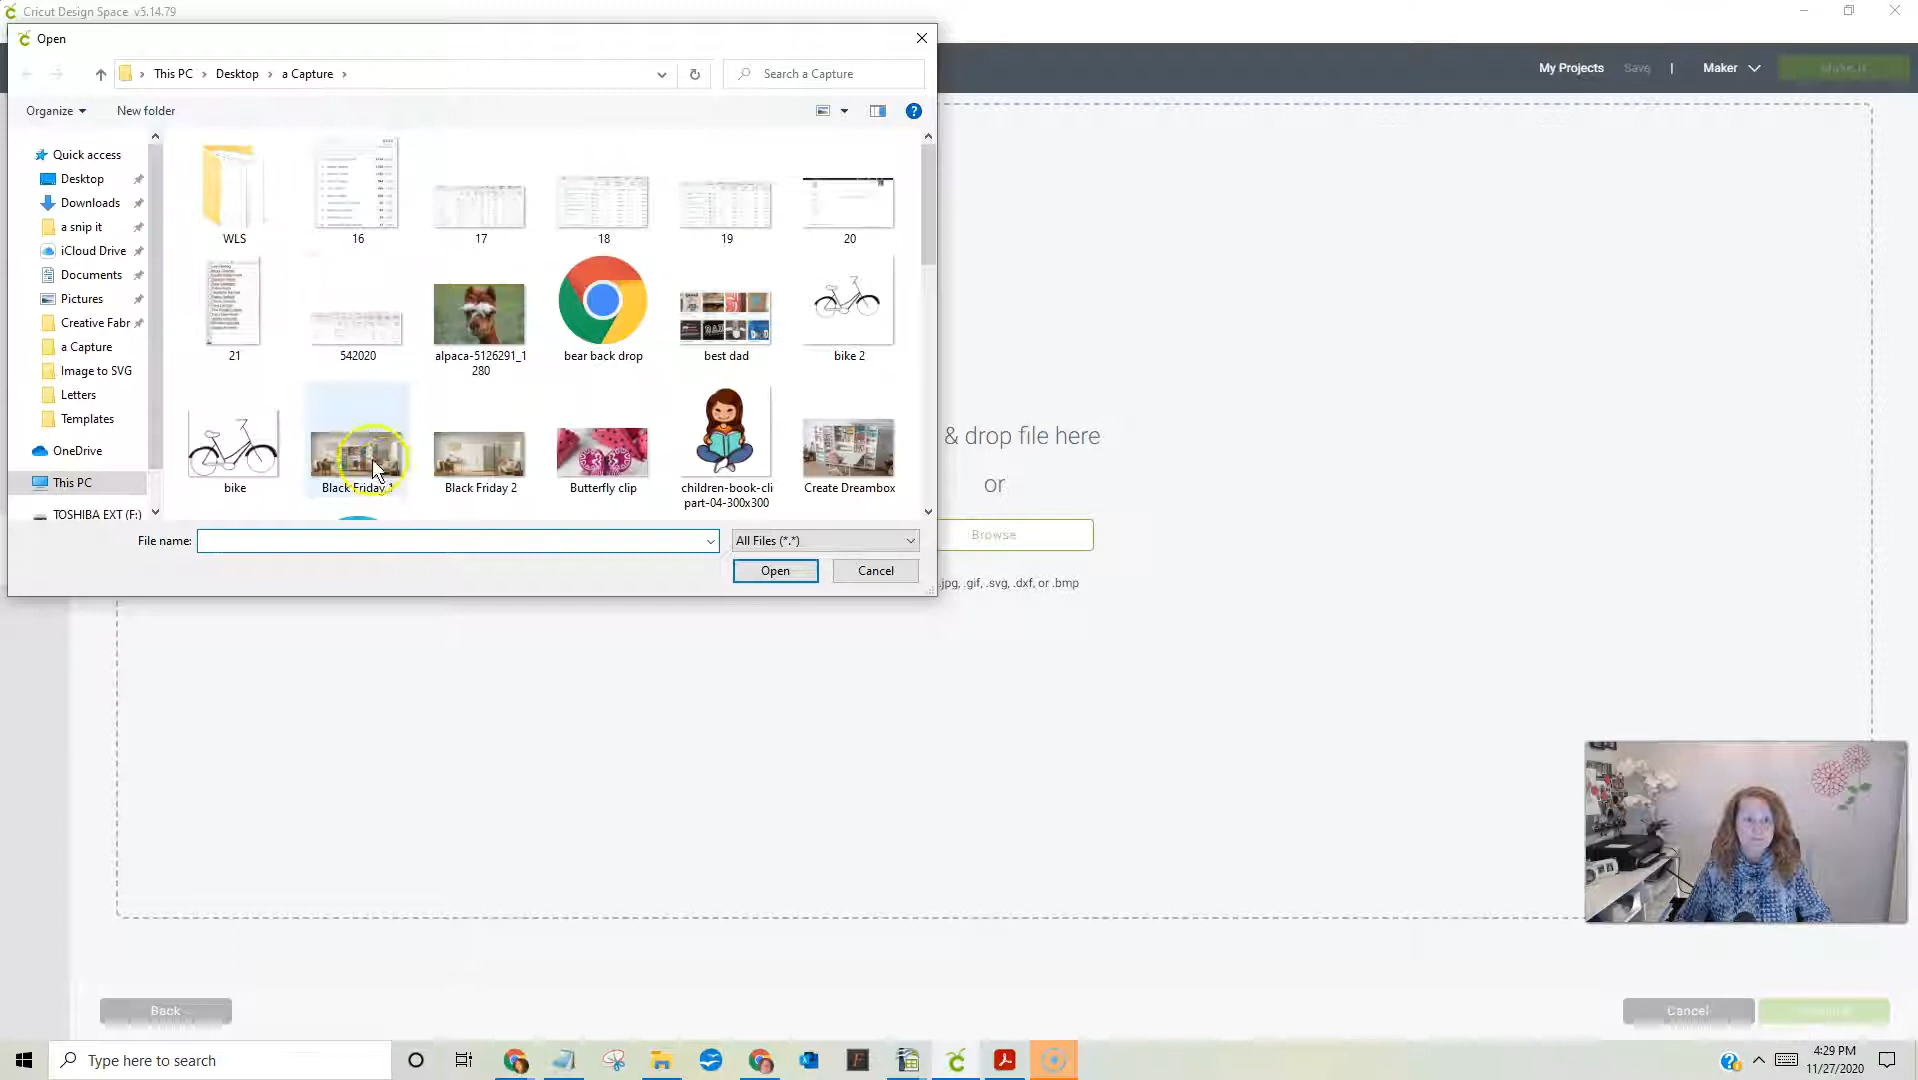 Cricut Design Space v5.14.79
Open
This PC
Desktop
a Capture
Search a Capture
My Projects
Save
|
Maker
Make It
Organize
New folder
Quick access
Desktop
Downloads
a snip it
iCloud Drive
Documents
Pictures
Creative Fabr
a Capture
Image to SVG
Letters
Templates
OneDrive
This PC
TOSHIBA EXT (F:)
WLS
16
17
18
19
20
21
542020
alpaca-5126291_1
280
bear back drop
best dad
bike 2
bike
Black Friday 1
Black Friday 2
Butterfly clip
children-book-cli
part-04-300x300
Create Dreambox
File name:
All Files (*.*)
Open
Cancel
& drop file here
or
Browse
.jpg, .gif, .svg, .dxf, or .bmp
Back
Cancel
Type here to search
4:29 PM
11/27/2020